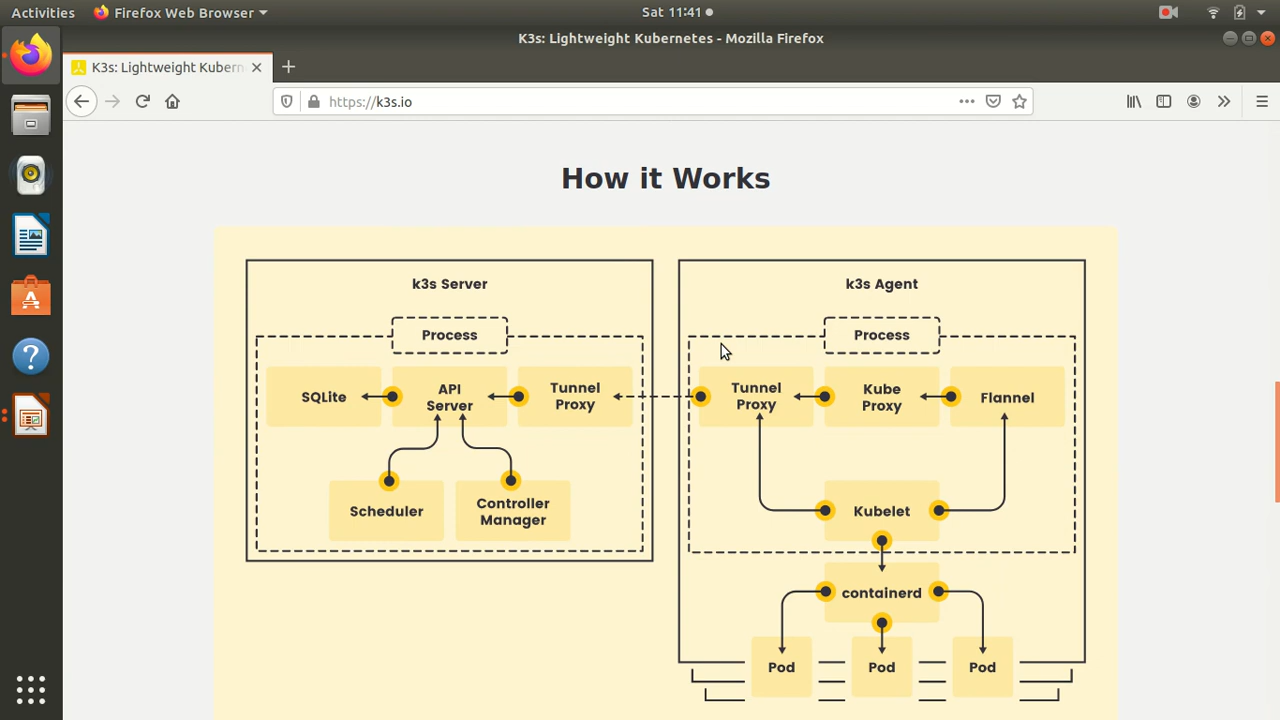 Activities
Firefox Web Browser
Sat 11:41
K3s: Lightweight Kubernetes - Mozilla Firefox
K3s: Lightweight Kubern
https://k3s.io
How it Works
k3s Server
Process
SQLite
API
Server
Tunnel
Proxy
Scheduler
Controller
Manager
k3s Agent
Process
Tunnel
Proxy
Kube
Proxy
Flannel
Kubelet
containerd
Pod
Pod
Pod